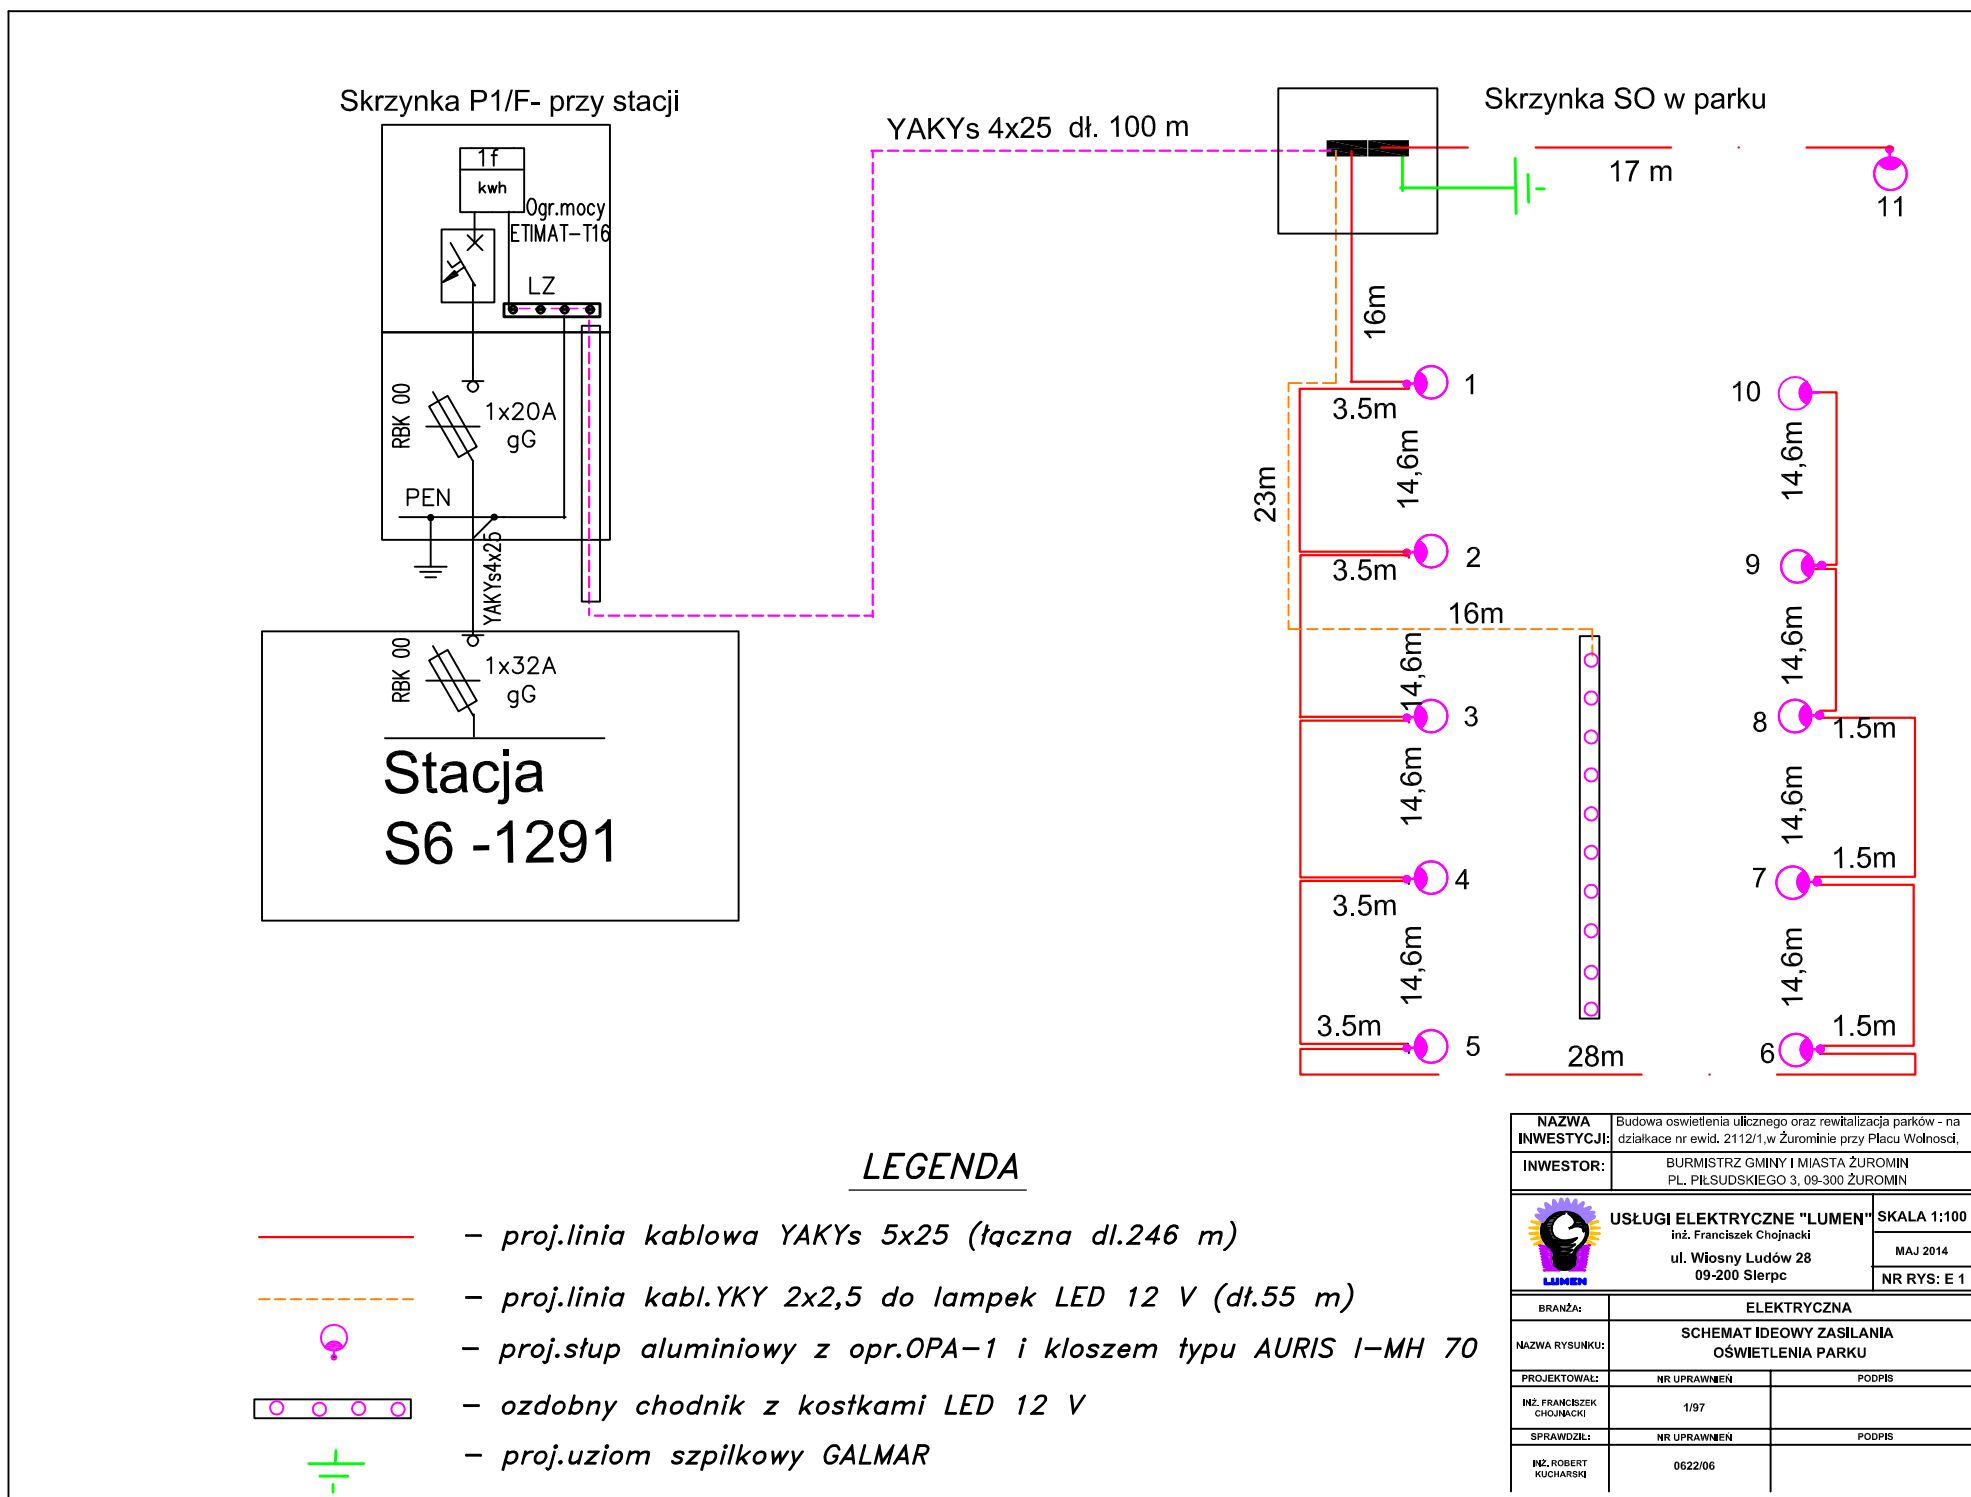 Skrzynka P1/F- przy stacji
1f
kwh
Ogr.mocy
ETIMAT-T16
LZ
RBK 00
1x20A
gG
PEN
YAKYs4x25
RBK 00
1x32A
gG
Stacja
S6 -1291
YAKYs 4x25 dł. 100 m
Skrzynka SO w parku
17 m
11
16m
1
3.5m
14,6m
23m
2
3.5m
16m
14,6m
3
14,6m
4
3.5m
14,6m
3.5m
5
28m
10
14,6m
9
14,6m
8
1.5m
14,6m
7
1.5m
14,6m
6
1.5m
LEGENDA
- proj.linia kablowa YAKYs 5x25 (łączna dl.246 m)
- proj.linia kabl.YKY 2x2,5 do lampek LED 12 V (dł.55 m)
- proj.słup aluminiowy z opr.OPA-1 i kloszem typu AURIS I-MH 70
- ozdobny chodnik z kostkami LED 12 V
- proj.uziom szpilkowy GALMAR
NAZWA
INWESTYCJI:
Budowa oswietlenia ulicznego oraz rewitalizacja parków - na
działkace nr ewid. 2112/1,w Żurominie przy Placu Wolnosci,
INWESTOR:
BURMISTRZ GMINY I MIASTA ŻUROMIN
PL. PIŁSUDSKIEGO 3, 09-300 ŻUROMIN
LUMEN
USŁUGI ELEKTRYCZNE "LUMEN"
inż. Franciszek Chojnacki
ul. Wiosny Ludów 28
09-200 Sierpc
SKALA 1:100
MAJ 2014
NR RYS: E 1
BRANŻA:
ELEKTRYCZNA
NAZWA RYSUNKU:
SCHEMAT IDEOWY ZASILANIA
OŚWIETLENIA PARKU
PROJEKTOWAŁ:
NR UPRAWNIEŃ
PODPIS
INŻ. FRANCISZEK
CHOJNACKI
1/97
SPRAWDZIŁ:
NR UPRAWNIEŃ
PODPIS
INŻ. ROBERT
KUCHARSKI
0622/06